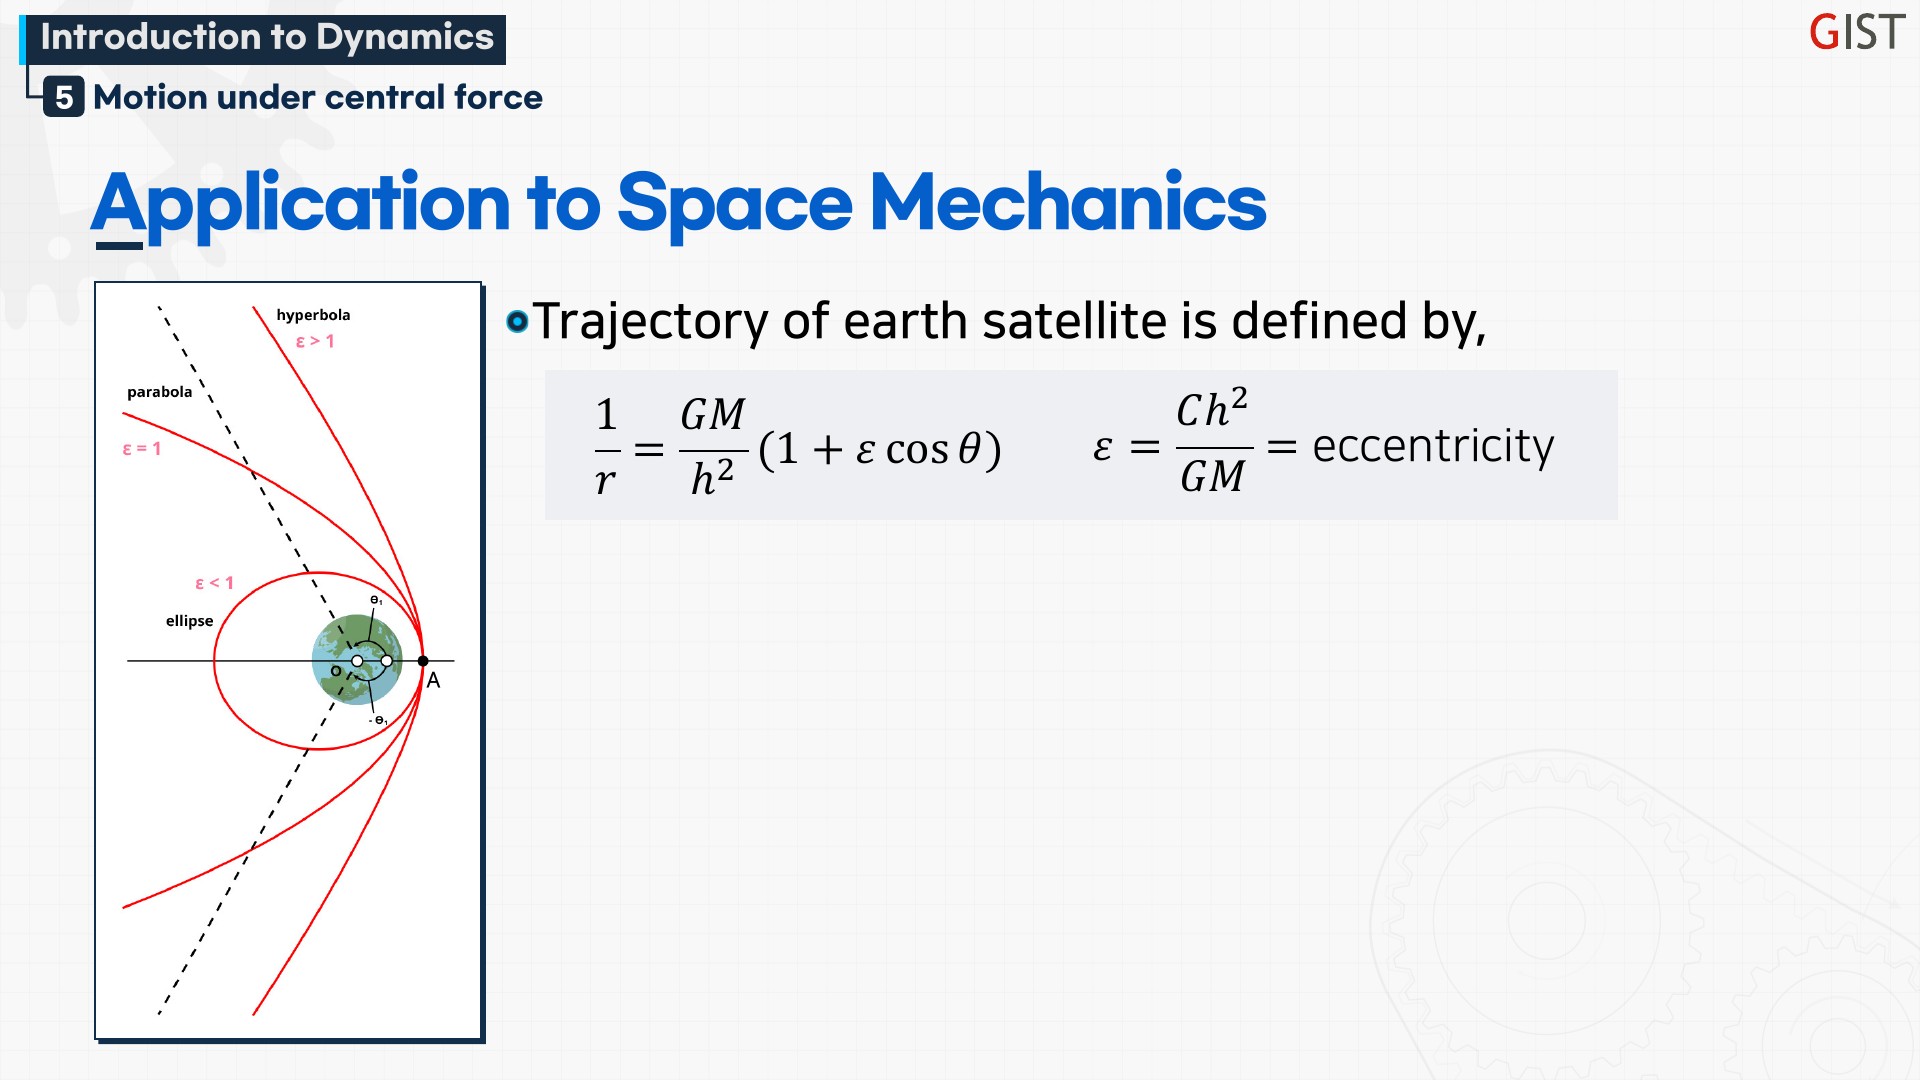 Introduction to Dynamics
GIST
5 Motion under central force
Application to Space Mechanics
hyperbola
ε > 1
parabola
ε = 1
ε < 1
ellipse
θ₁
O
A
- θ₁
Trajectory of earth satellite is defined by,
1/r = GM/h² (1 + ε cos θ)
ε = Ch²/GM = eccentricity